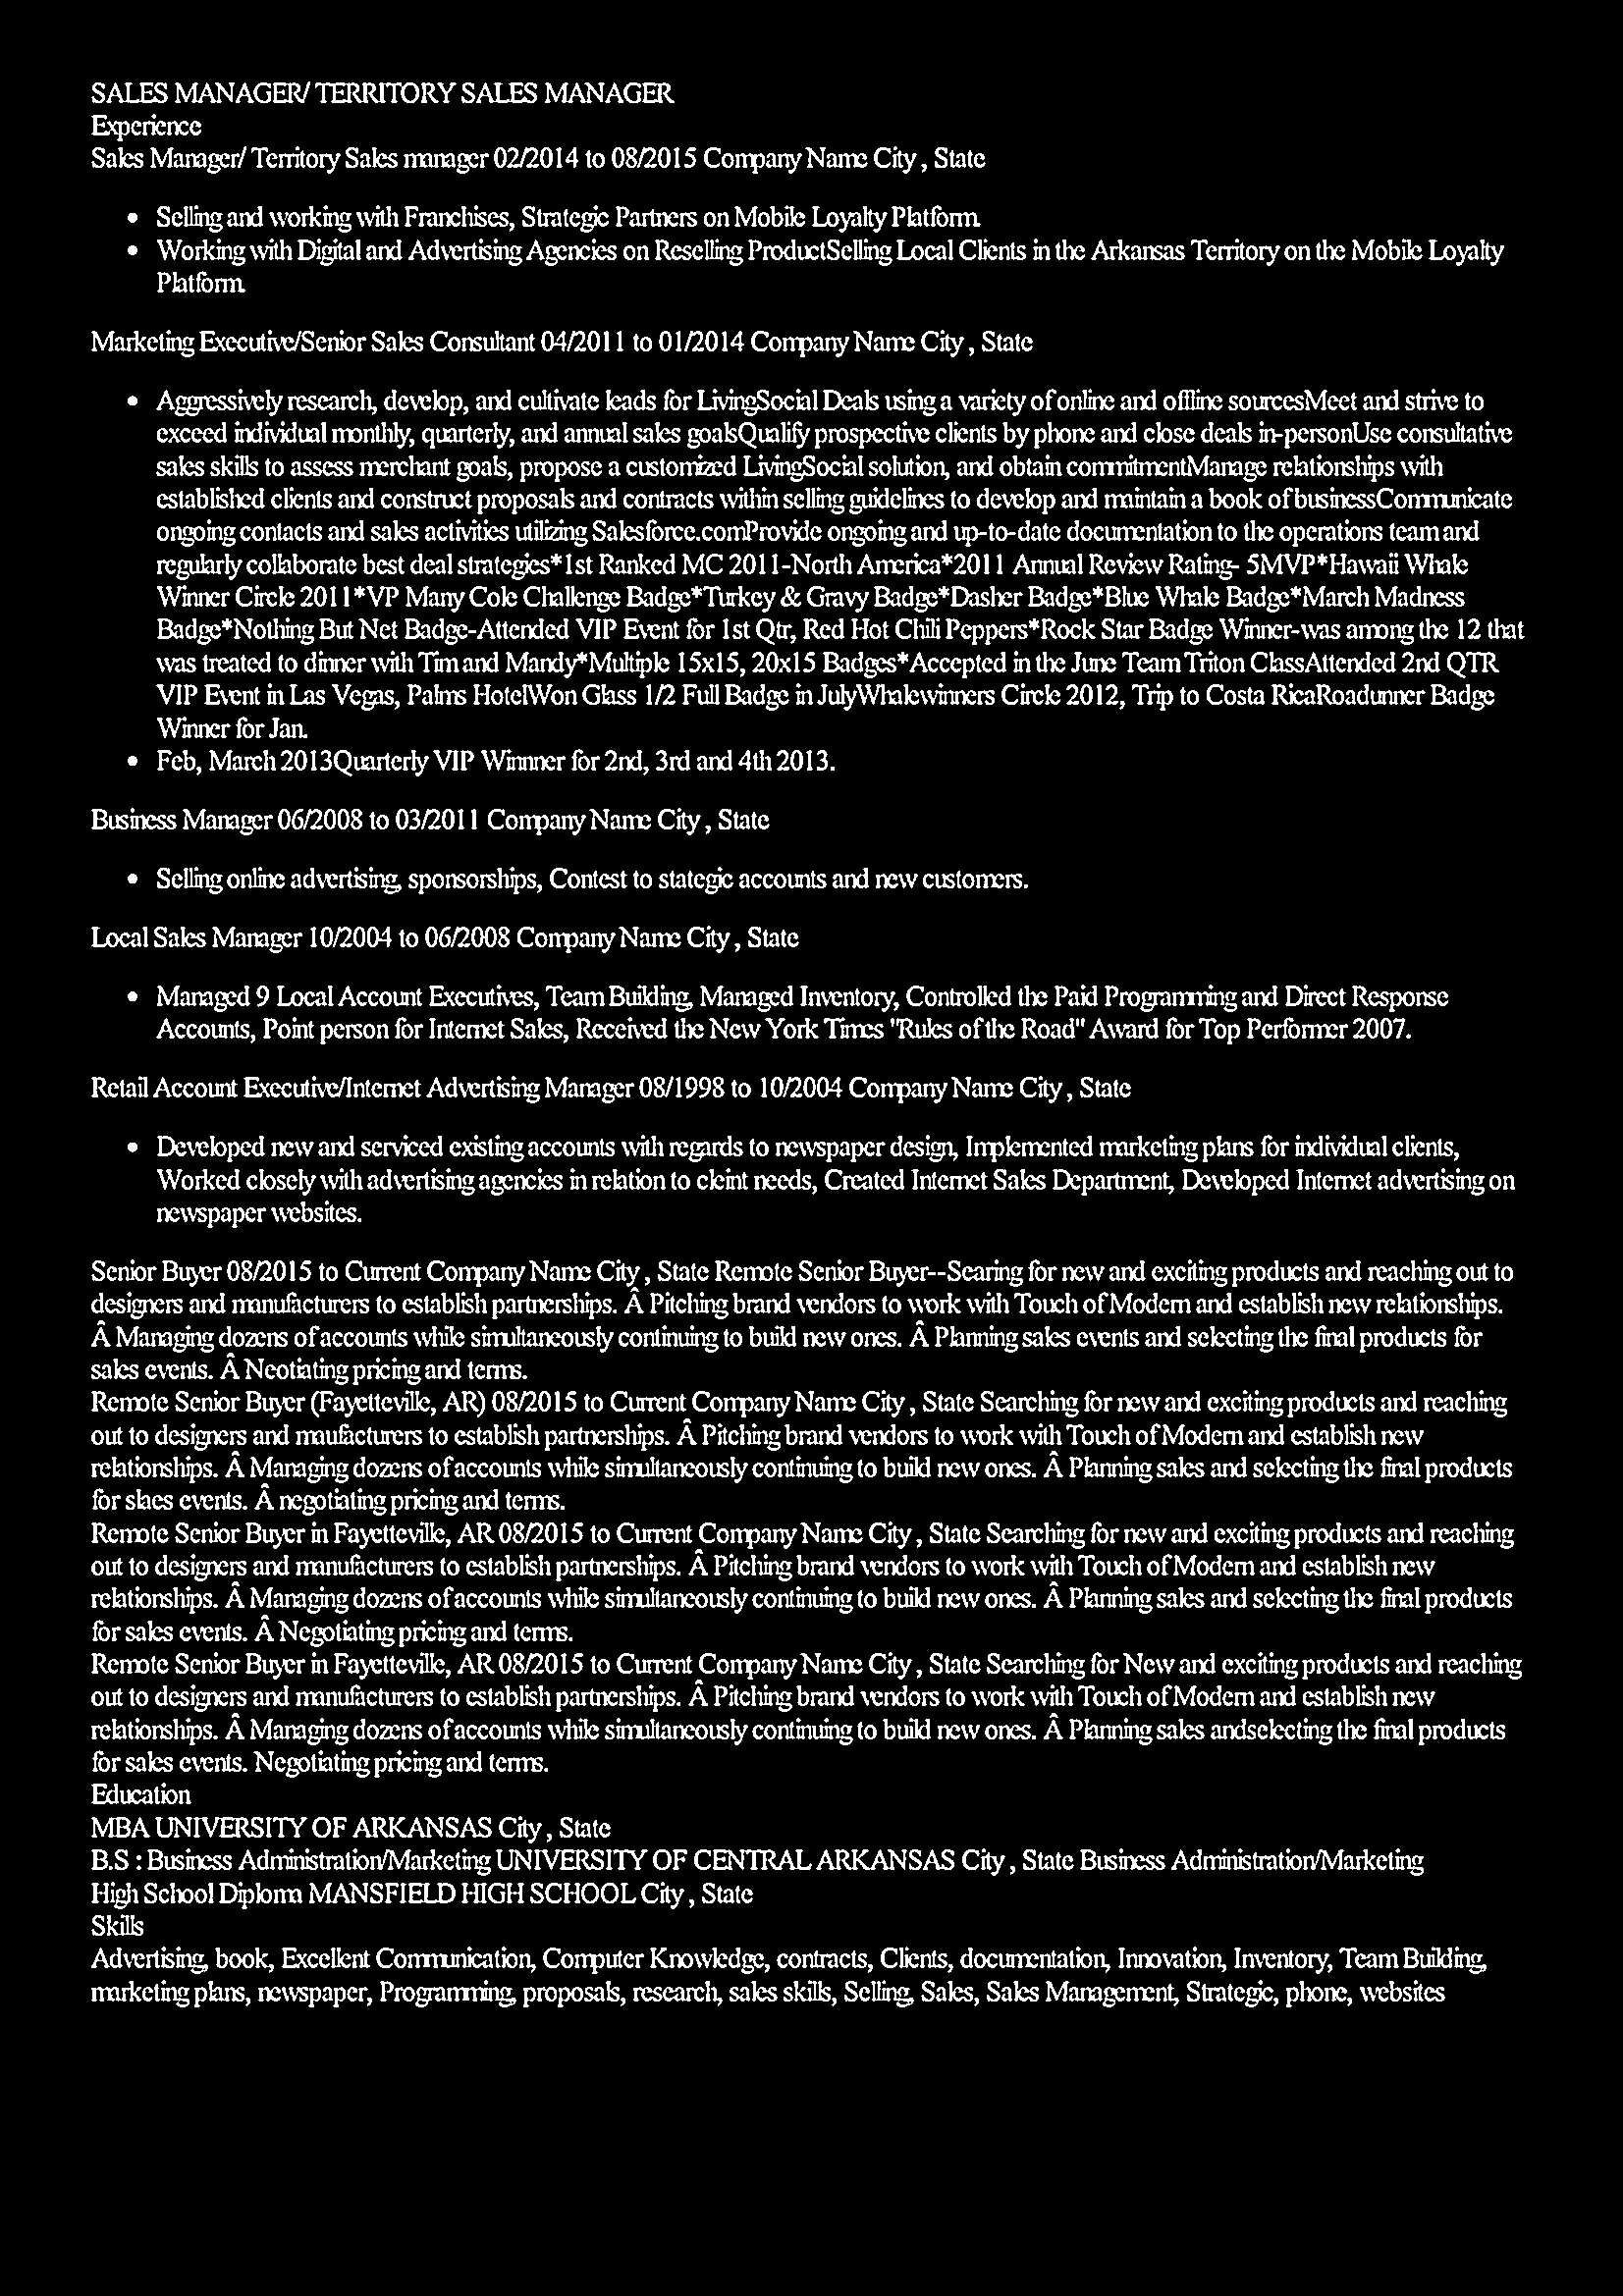 SALES MANAGER/ TERRITORY SALES MANAGER
Experience
Sales Manager/ Territory Sales manager 02/2014 to 08/2015 Company Name City , State
• Selling and working with Franchises, Strategic Partners on Mobile Loyalty Platform.
• Working with Digital and Advertising Agencies on Reselling ProductSelling Local Clients in the Arkansas Territory on the Mobile Loyalty
Platform.
Marketing Executive/Senior Sales Consultant 04/2011 to 01/2014 Company Name City , State
• Aggressively research, develop, and cultivate leads for LivingSocial Deals using a variety of online and offline sourcesMeet and strive to
exceed individual monthly, quarterly, and annual sales goalsQualify prospective clients by phone and close deals in-personUse consultative
sales skills to assess merchant goals, propose a customized LivingSocial solution, and obtain commitmentManage relationships with
established clients and construct proposals and contracts within selling guidelines to develop and maintain a book of businessCommunicate
ongoing contacts and sales activities utilizing Salesforce.comProvide ongoing and up-to-date documentation to the operations team and
regularly collaborate best deal strategies*1st Ranked MC 2011-North America*2011 Annual Review Rating- 5MVP*Hawaii Whale
Winner Circle 2011*VP Many Cole Challenge Badge*Turkey & Gravy Badge*Dasher Badge*Blue Whale Badge*March Madness
Badge*Nothing But Net Badge-Attended VIP Event for 1st Qtr, Red Hot Chili Peppers*Rock Star Badge Winner-was among the 12 that
was treated to dinner with Tim and Mandy*Multiple 15x15, 20x15 Badges*Accepted in the June Team Triton ClassAttended 2nd QTR
VIP Event in Las Vegas, Palms HotelWon Glass 1/2 Full Badge in JulyWhalewinners Circle 2012, Trip to Costa RicaRoadunner Badge
Winner for Jan.
• Feb, March 2013Quarterly VIP Winnner for 2nd, 3rd and 4th 2013.
Business Manager 06/2008 to 03/2011 Company Name City , State
• Selling online advertising, sponsorships, Contest to stategic accounts and new customers.
Local Sales Manager 10/2004 to 06/2008 Company Name City , State
• Managed 9 Local Account Executives, Team Building, Managed Inventory, Controlled the Paid Programming and Direct Response
Accounts, Point person for Internet Sales, Received the New York Times "Rules of the Road" Award for Top Performer 2007.
Retail Account Executive/Internet Advertising Manager 08/1998 to 10/2004 Company Name City , State
• Developed new and serviced existing accounts with regards to newspaper design, Implemented marketing plans for individual clients,
Worked closely with advertising agencies in relation to cleint needs, Created Internet Sales Department, Developed Internet advertising on
newspaper websites.
Senior Buyer 08/2015 to Current Company Name City , State Remote Senior Buyer--Searing for new and exciting products and reaching out to
designers and manufacturers to establish partnerships. Â Pitching brand vendors to work with Touch of Modern and establish new relationships.
Â Managing dozens of accounts while simultaneously continuing to build new ones. Â Planning sales events and selecting the final products for
sales events. Â Neotiating pricing and terms.
Remote Senior Buyer (Fayetteville, AR) 08/2015 to Current Company Name City , State Searching for new and exciting products and reaching
out to designers and maufacturers to establish partnerships. Â Pitching brand vendors to work with Touch of Modern and establish new
relationships. Â Managing dozens of accounts while simultaneously continuing to build new ones. Â Planning sales and selecting the final products
for slaes events. Â negotiating pricing and terms.
Remote Senior Buyer in Fayetteville, AR 08/2015 to Current Company Name City , State Searching for new and exciting products and reaching
out to designers and manufacturers to establish partnerships. Â Pitching brand vendors to work with Touch of Modern and establish new
relationships. Â Managing dozens of accounts while simultaneously continuing to build new ones. Â Planning sales and selecting the final products
for sales events. Â Negotiating pricing and terms.
Remote Senior Buyer in Fayetteville, AR 08/2015 to Current Company Name City , State Searching for New and exciting products and reaching
out to designers and manufacturers to establish partnerships. Â Pitching brand vendors to work with Touch of Modern and establish new
relationships. Â Managing dozens of accounts while simultaneously continuing to build new ones. Â Planning sales andselecting the final products
for sales events. Negotiating pricing and terms.
Education
MBA UNIVERSITY OF ARKANSAS City , State
B.S : Business Administration/Marketing UNIVERSITY OF CENTRAL ARKANSAS City , State Business Administration/Marketing
High School Diploma MANSFIELD HIGH SCHOOL City , State
Skills
Advertising, book, Excellent Communication, Computer Knowledge, contracts, Clients, documentation, Innovation, Inventory, Team Building,
marketing plans, newspaper, Programming, proposals, research, sales skills, Selling, Sales, Sales Management, Strategic, phone, websites